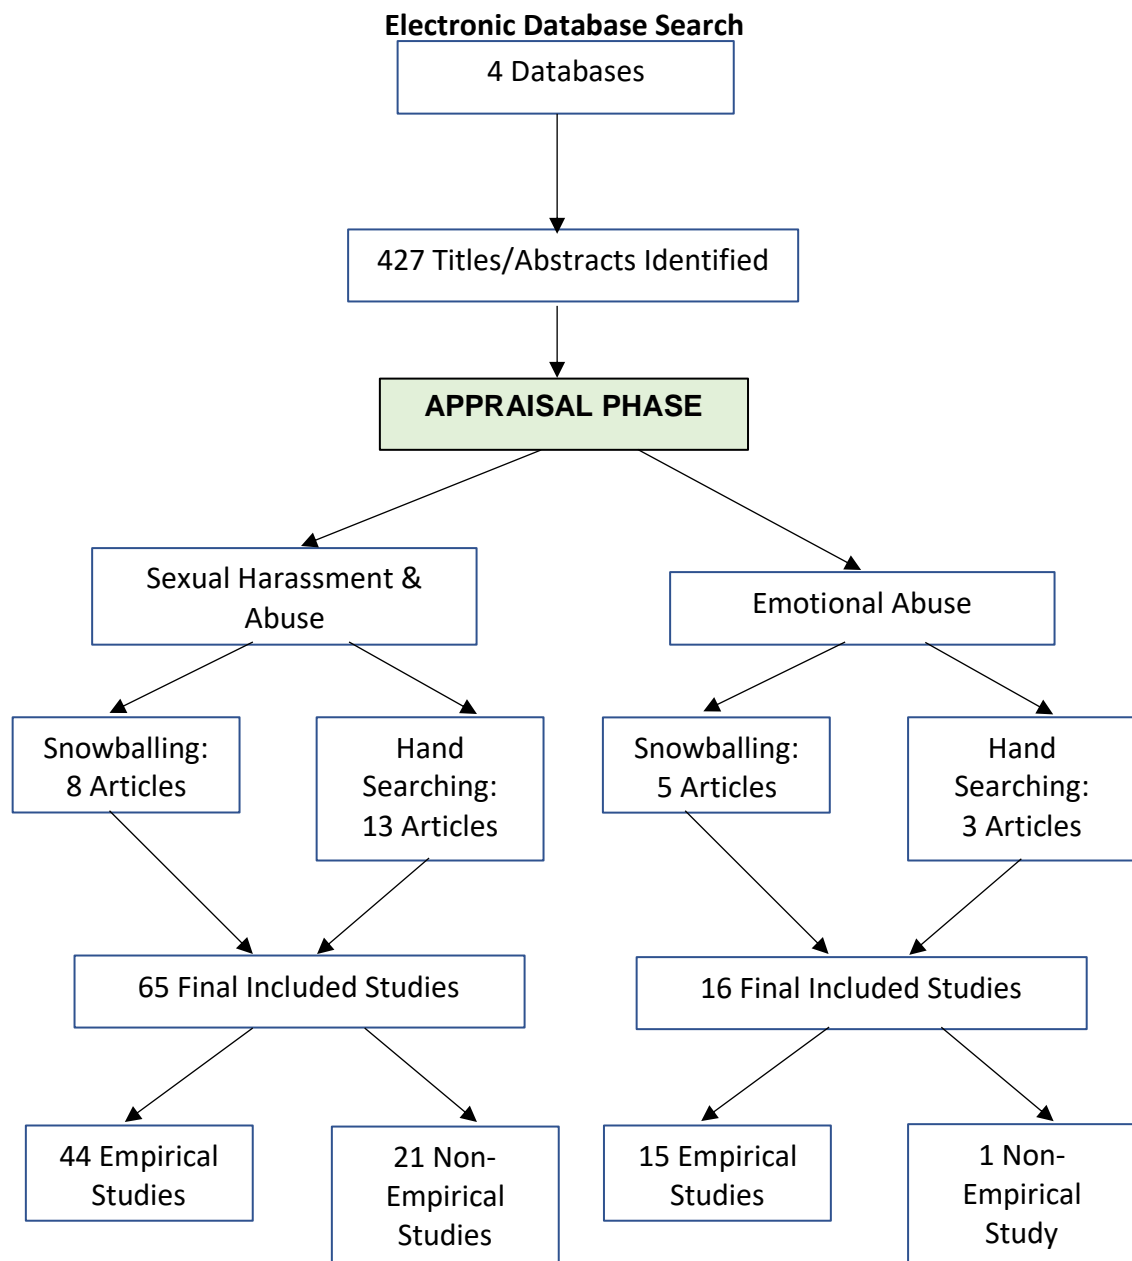 Electronic Database Search
4 Databases
427 Titles/Abstracts Identified
APPRAISAL PHASE
Sexual Harassment &
Abuse
Emotional Abuse
Snowballing:
8 Articles
Hand
Searching:
13 Articles
Snowballing:
5 Articles
Hand
Searching:
3 Articles
65 Final Included Studies
16 Final Included Studies
44 Empirical
Studies
21 Non-
Empirical
Studies
15 Empirical
Studies
1 Non-
Empirical
Study